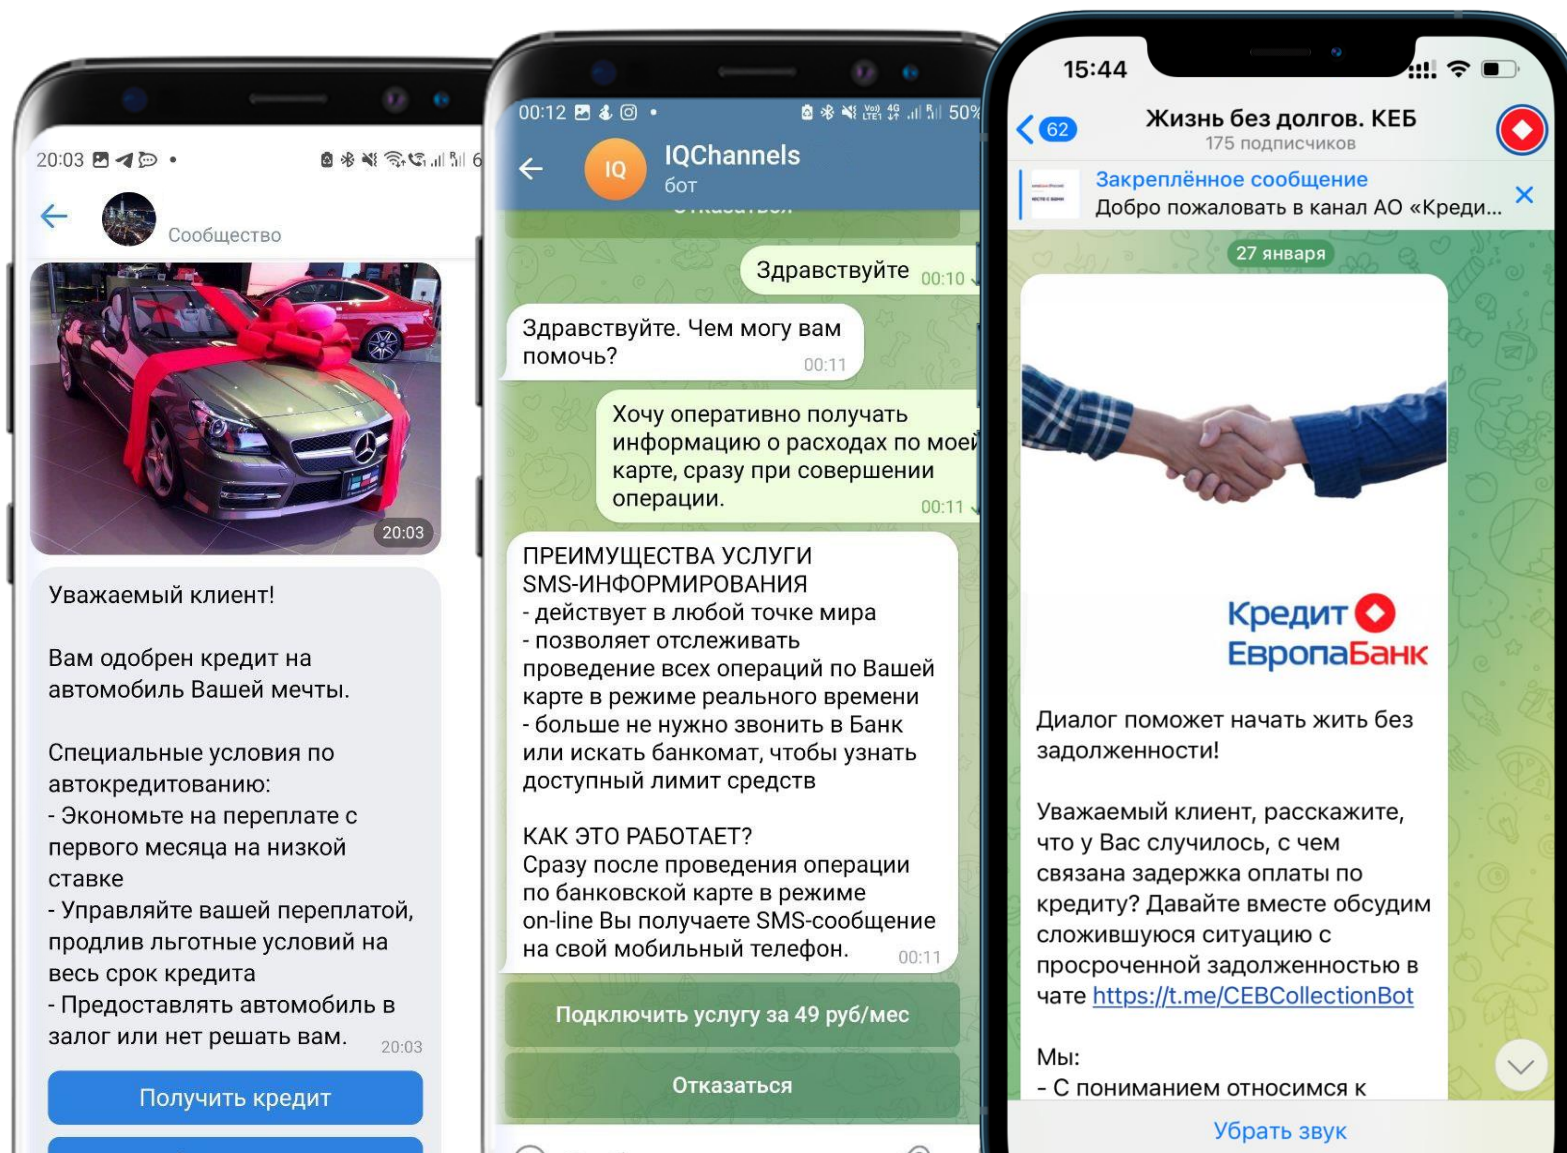 20:03
6
Сообщество
20:03
Уважаемый клиент!
Вам одобрен кредит на
автомобиль Вашей мечты.
Специальные условия по
автокредитованию:
- Экономьте на переплате с
первого месяца на низкой
ставке
- Управляйте вашей переплатой,
продлив льготные условий на
весь срок кредита
- Предоставлять автомобиль в
залог или нет решать вам.
20:03
Получить кредит
00:12
50%
IQ
IQChannels
бот
Отказаться
Здравствуйте
00:10
Здравствуйте. Чем могу вам
помочь?
00:11
Хочу оперативно получать
информацию о расходах по моей
карте, сразу при совершении
операции.
00:11
ПРЕИМУЩЕСТВА УСЛУГИ
SMS-ИНФОРМИРОВАНИЯ
- действует в любой точке мира
- позволяет отслеживать
проведение всех операций по Вашей
карте в режиме реального времени
- больше не нужно звонить в Банк
или искать банкомат, чтобы узнать
доступный лимит средств
КАК ЭТО РАБОТАЕТ?
Сразу после проведения операции
по банковской карте в режиме
on-line Вы получаете SMS-сообщение
на свой мобильный телефон.
00:11
Подключить услугу за 49 руб/мес
Отказаться
15:44
62
Жизнь без долгов. КЕБ
175 подписчиков
Закреплённое сообщение
Добро пожаловать в канал АО «Креди...
27 января
Кредит
ЕвропаБанк
Диалог поможет начать жить без
задолженности!
Уважаемый клиент, расскажите,
что у Вас случилось, с чем
связана задержка оплаты по
кредиту? Давайте вместе обсудим
сложившуюся ситуацию с
просроченной задолженностью в
чате https://t.me/CEBCollectionBot
Мы:
- С пониманием относимся к
Убрать звук